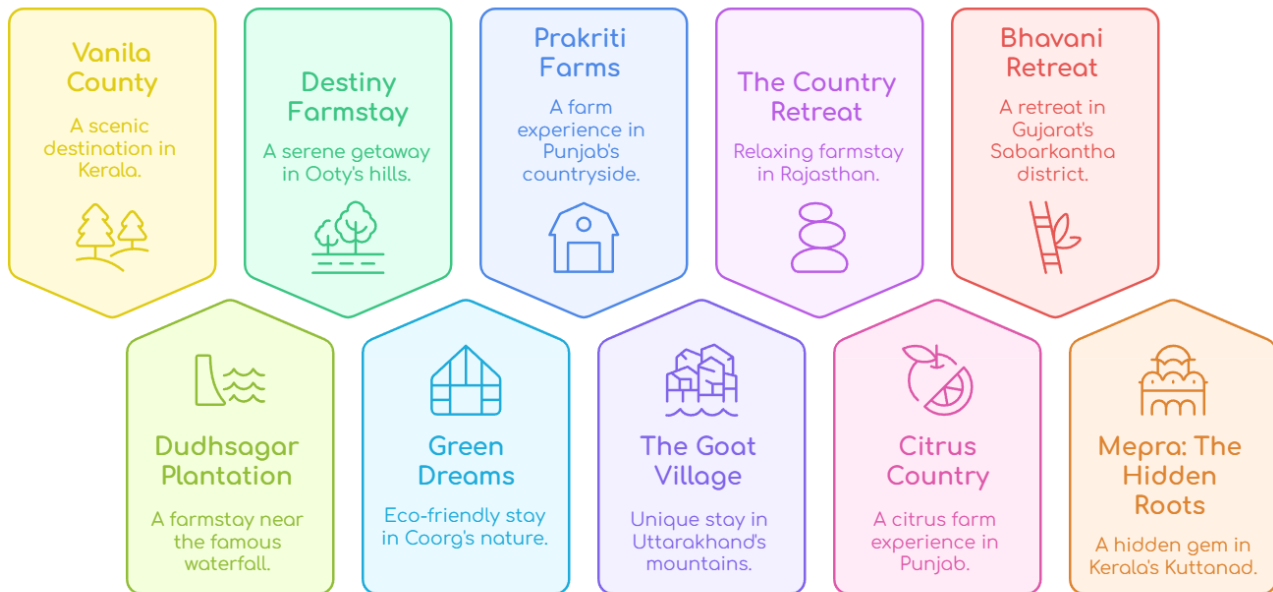 Vanila
County
A scenic
destination in
Kerala.
Destiny
Farmstay
A serene getaway
in Ooty's hills.
Prakriti
Farms
A farm
experience in
Punjab's
countryside.
The Country
Retreat
Relaxing farmstay
in Rajasthan.
Bhavani
Retreat
A retreat in
Gujarat's
Sabarkantha
district.
Dudhsagar
Plantation
A farmstay near
the famous
waterfall.
Green
Dreams
Eco-friendly stay
in Coorg's nature.
The Goat
Village
Unique stay in
Uttarakhand's
mountains.
Citrus
Country
A citrus farm
experience in
Punjab.
Mepra: The
Hidden
Roots
A hidden gem in
Kerala's Kuttanad.